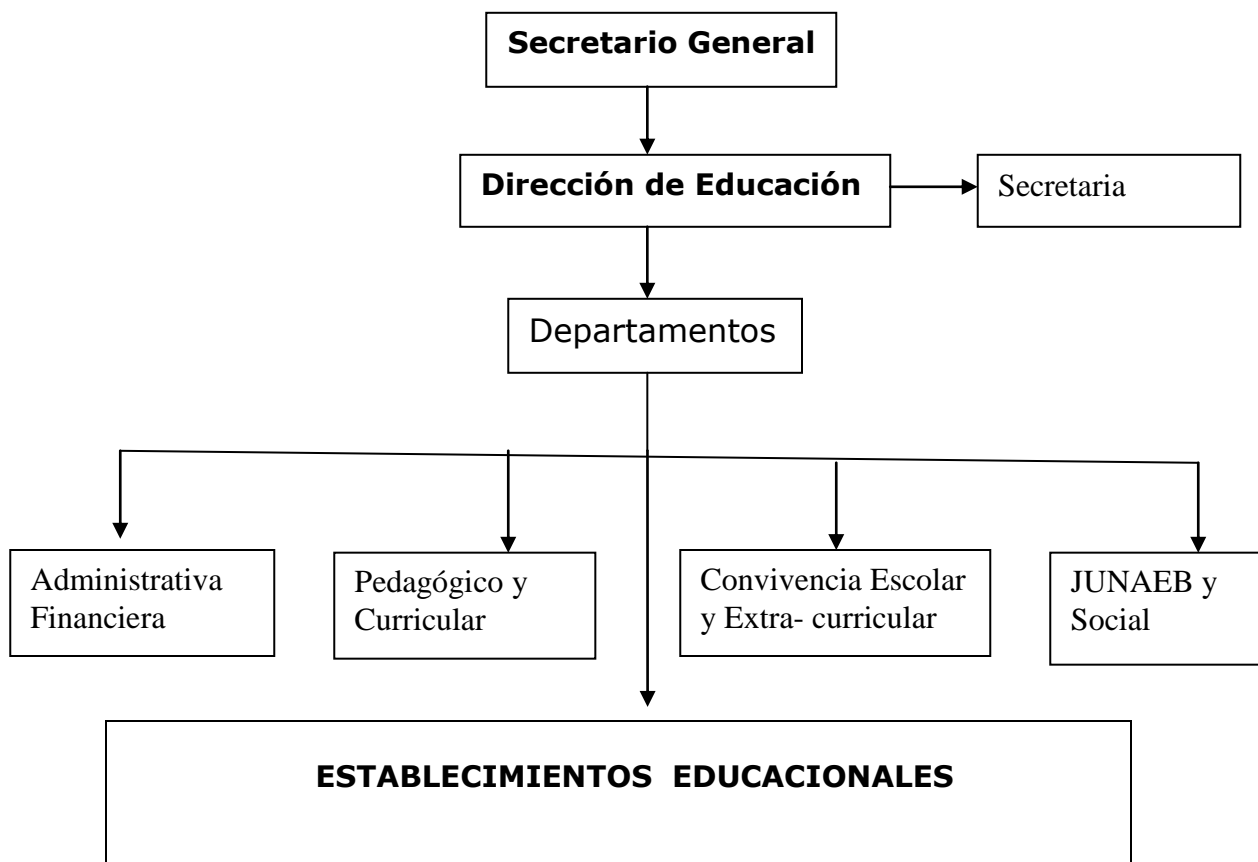 Secretario General
Dirección de Educación
Secretaria
Departamentos
Administrativa
Financiera
Pedagógico y
Curricular
Convivencia Escolar
y Extra- curricular
JUNAEB y
Social
ESTABLECIMIENTOS EDUCACIONALES